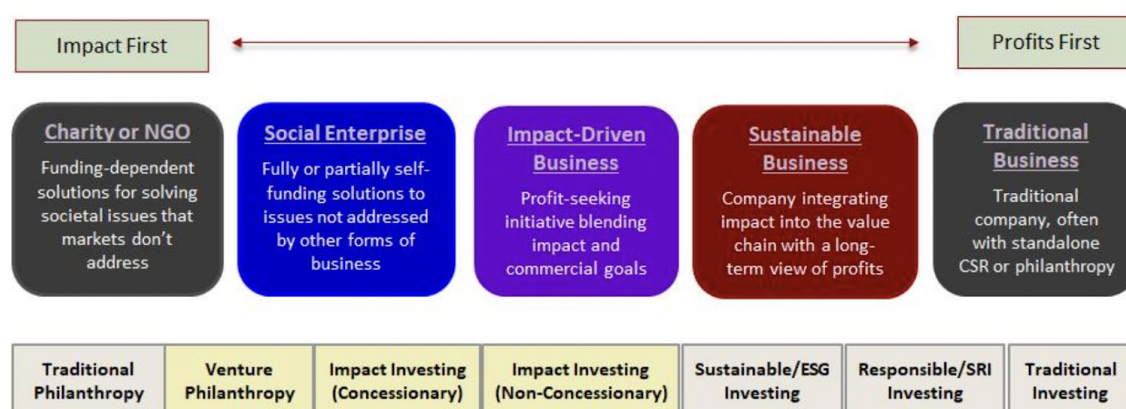 Impact First
Profits First
Charity or NGO
Funding-dependent
solutions for solving
societal issues that
markets don't
address
Social Enterprise
Fully or partially self-
funding solutions to
issues not addressed
by other forms of
business
Impact-Driven
Business
Profit-seeking
initiative blending
impact and
commercial goals
Sustainable
Business
Company integrating
impact into the value
chain with a long-
term view of profits
Traditional
Business
Traditional
company, often
with standalone
CSR or philanthropy
Traditional
Philanthropy
Venture
Philanthropy
Impact Investing
(Concessionary)
Impact Investing
(Non-Concessionary)
Sustainable/ESG
Investing
Responsible/SRI
Investing
Traditional
Investing